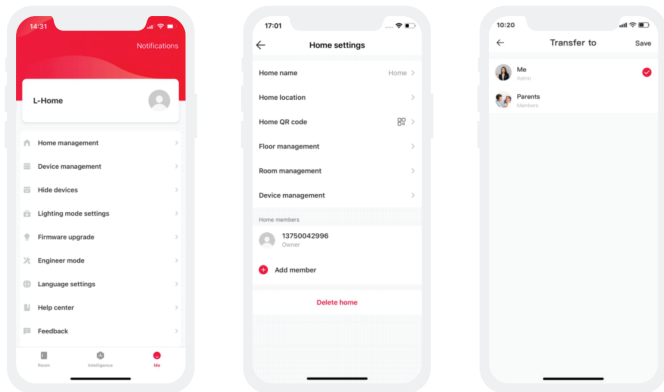 14:31
Notifications
L-Home
Home management
Device management
Hide devices
Lighting mode settings
Firmware upgrade
Engineer mode
Language settings
Help center
Feedback
Room
Intelligence
Me
17:01
Home settings
Home name
Home
Home location
Home QR code
Floor management
Room management
Device management
Home members
13750042996
Owner
Add member
Delete home
10:20
Transfer to
Save
Me
Admin
Parents
Members